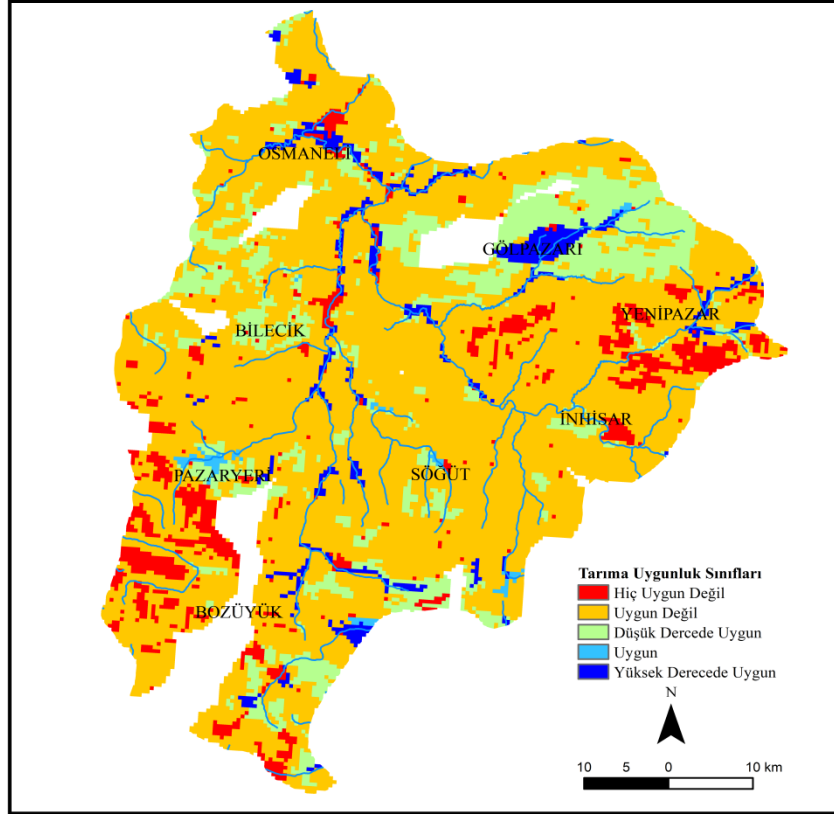 OSMANELİ
GÖLPAZARI
YENİPAZAR
BİLECİK
İNHİSAR
PAZARYERİ
SÖĞÜT
BOZÜYÜK
Tarıma Uygunluk Sınıfları
Hiç Uygun Değil
Uygun Değil
Düşük Dercede Uygun
Uygun
Yüksek Derecede Uygun
N
10 5 0 10 km